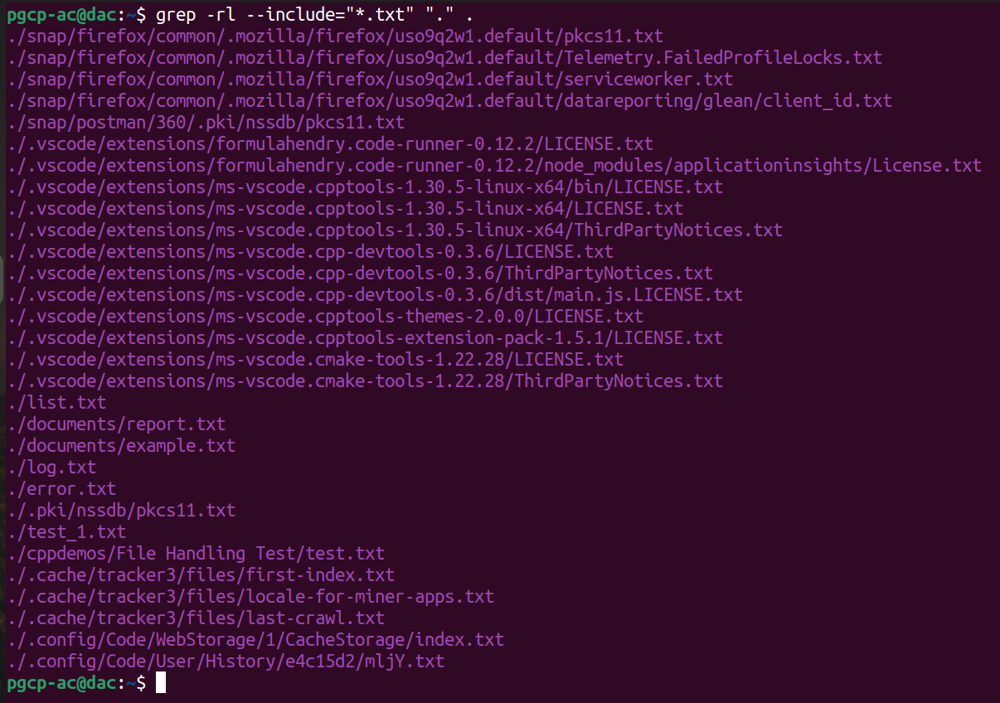 pgcp-ac@dac:~$ grep -rl --include="*.txt" "." .
./snap/firefox/common/.mozilla/firefox/uso9q2w1.default/pkcs11.txt
./snap/firefox/common/.mozilla/firefox/uso9q2w1.default/Telemetry.FailedProfileLocks.txt
./snap/firefox/common/.mozilla/firefox/uso9q2w1.default/serviceworker.txt
./snap/firefox/common/.mozilla/firefox/uso9q2w1.default/datareporting/glean/client_id.txt
./snap/postman/360/.pki/nssdb/pkcs11.txt
./.vscode/extensions/formulahendry.code-runner-0.12.2/LICENSE.txt
./.vscode/extensions/formulahendry.code-runner-0.12.2/node_modules/applicationinsights/License.txt
./.vscode/extensions/ms-vscode.cpptools-1.30.5-linux-x64/bin/LICENSE.txt
./.vscode/extensions/ms-vscode.cpptools-1.30.5-linux-x64/LICENSE.txt
./.vscode/extensions/ms-vscode.cpptools-1.30.5-linux-x64/ThirdPartyNotices.txt
./.vscode/extensions/ms-vscode.cpp-devtools-0.3.6/LICENSE.txt
./.vscode/extensions/ms-vscode.cpp-devtools-0.3.6/ThirdPartyNotices.txt
./.vscode/extensions/ms-vscode.cpp-devtools-0.3.6/dist/main.js.LICENSE.txt
./.vscode/extensions/ms-vscode.cpptools-themes-2.0.0/LICENSE.txt
./.vscode/extensions/ms-vscode.cpptools-extension-pack-1.5.1/LICENSE.txt
./.vscode/extensions/ms-vscode.cmake-tools-1.22.28/LICENSE.txt
./.vscode/extensions/ms-vscode.cmake-tools-1.22.28/ThirdPartyNotices.txt
./list.txt
./documents/report.txt
./documents/example.txt
./log.txt
./error.txt
./.pki/nssdb/pkcs11.txt
./test_1.txt
./cppdemos/File Handling Test/test.txt
./.cache/tracker3/files/first-index.txt
./.cache/tracker3/files/locale-for-miner-apps.txt
./.cache/tracker3/files/last-crawl.txt
./.config/Code/WebStorage/1/CacheStorage/index.txt
./.config/Code/User/History/e4c15d2/mljY.txt
pgcp-ac@dac:~$